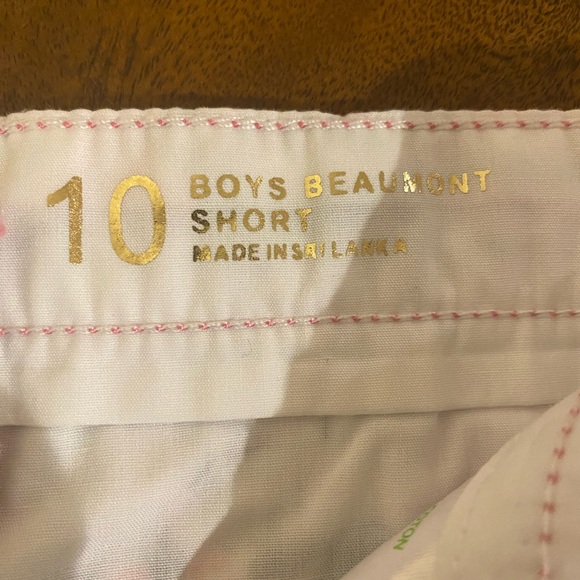 10
BOYS BEAUMONT
SHORT
MADE IN SRI LANKA